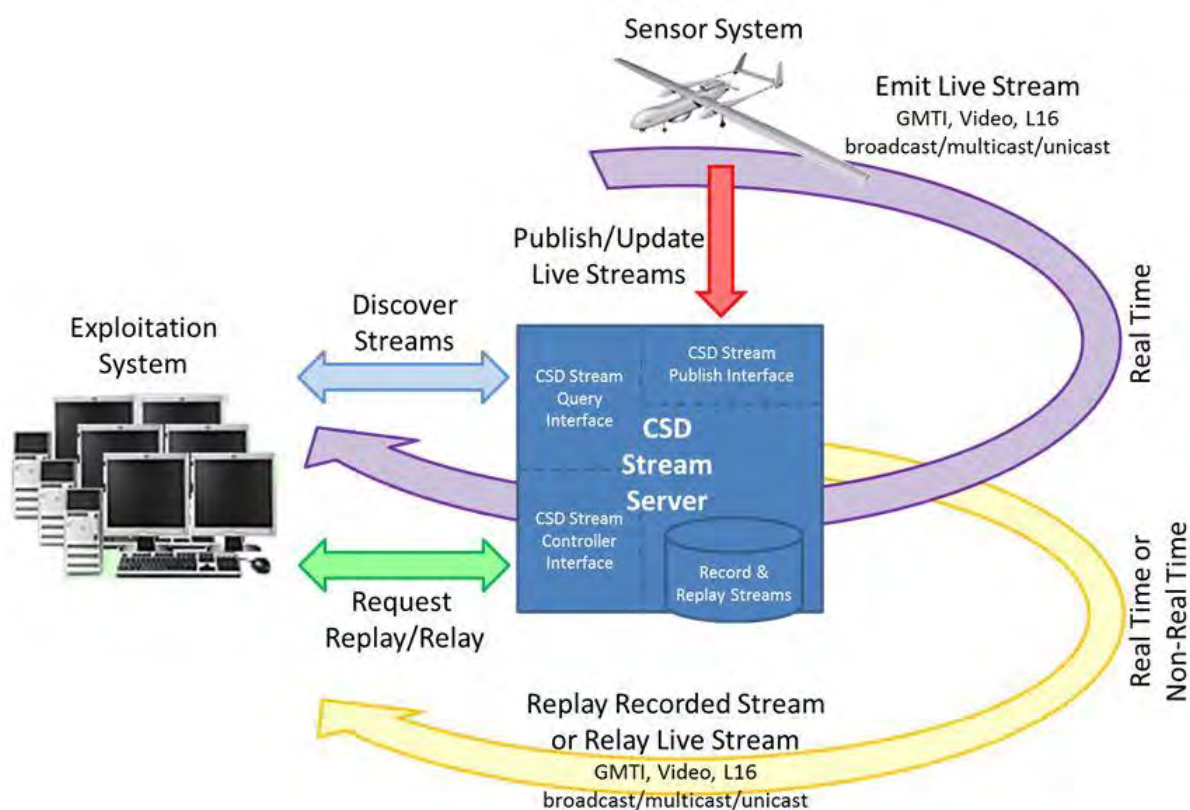 Sensor System
Emit Live Stream
GMTI, Video, L16
broadcast/multicast/unicast
Publish/Update
Live Streams
Real Time
Discover
Streams
Exploitation
System
CSD Stream
Query
Interface
CSD Stream
Publish Interface
CSD
Stream
Server
CSD Stream
Controller
Interface
Record &
Replay Streams
Request
Replay/Relay
Real Time or
Non-Real Time
Replay Recorded Stream
or Relay Live Stream
GMTI, Video, L16
broadcast/multicast/unicast